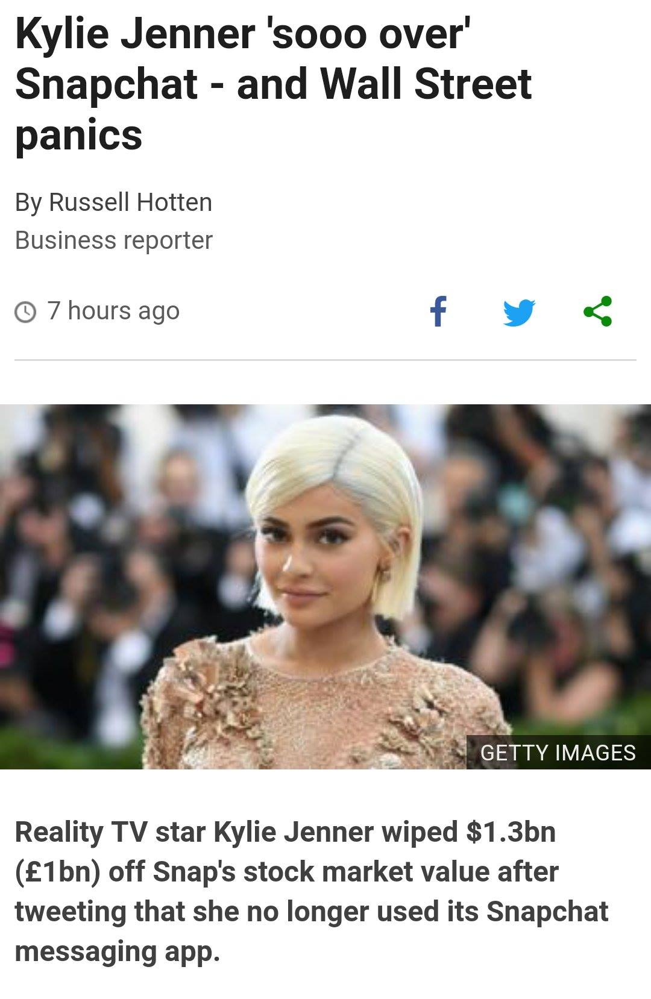 Kylie Jenner 'sooo over'
Snapchat - and Wall Street
panics
By Russell Hotten
Business reporter
7 hours ago
GETTY IMAGES
Reality TV star Kylie Jenner wiped $1.3bn
(£1bn) off Snap's stock market value after
tweeting that she no longer used its Snapchat
messaging app.